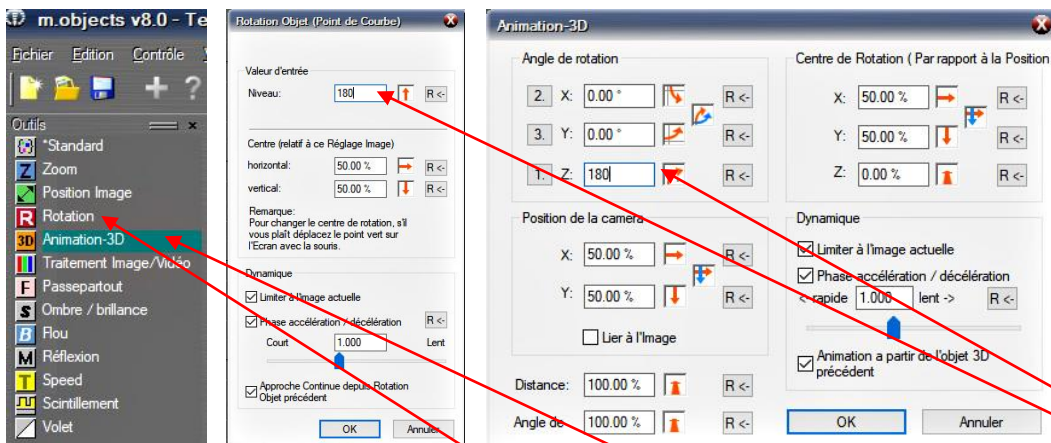 m.objects v8.0 - Te
Fichier Edition Contrôle
Outils
*Standard
Z Zoom
Position Image
R Rotation
3D Animation-3D
Traitement Image/Vidéo
F Passepartout
S Ombre / brillance
B Flou
M Réflexion
T Speed
Scintillement
Volet
Rotation Objet (Point de Courbe)
Valeur d'entrée
Niveau: 180 R <-
Centre (relatif à ce Réglage Image)
horizontal: 50.00 % R <-
vertical: 50.00 % R <-
Remarque:
Pour changer le centre de rotation, s'il
vous plaît déplacez le point vert sur
l'Ecran avec la souris.
Dynamique
Limiter à l'image actuelle
Phase accélération / décélération R <-
Court 1.000 Lent
Approche Continue depuis Rotation
Objet précédent
OK Annuler
Animation-3D
Angle de rotation
2. X: 0.00 ° R <-
3. Y: 0.00 ° R <-
1. Z: 180 R <-
Position de la camera
X: 50.00 % R <-
Y: 50.00 % R <-
Lier à l'Image
Distance: 100.00 % R <-
Angle de 100.00 % R <-
Centre de Rotation ( Par rapport à la Position
X: 50.00 % R <-
Y: 50.00 % R <-
Z: 0.00 % R <-
Dynamique
Limiter à l'image actuelle
Phase accélération / décélération
<- rapide 1.000 lent -> R <-
Animation a partir de l'objet 3D
précédent
OK Annuler